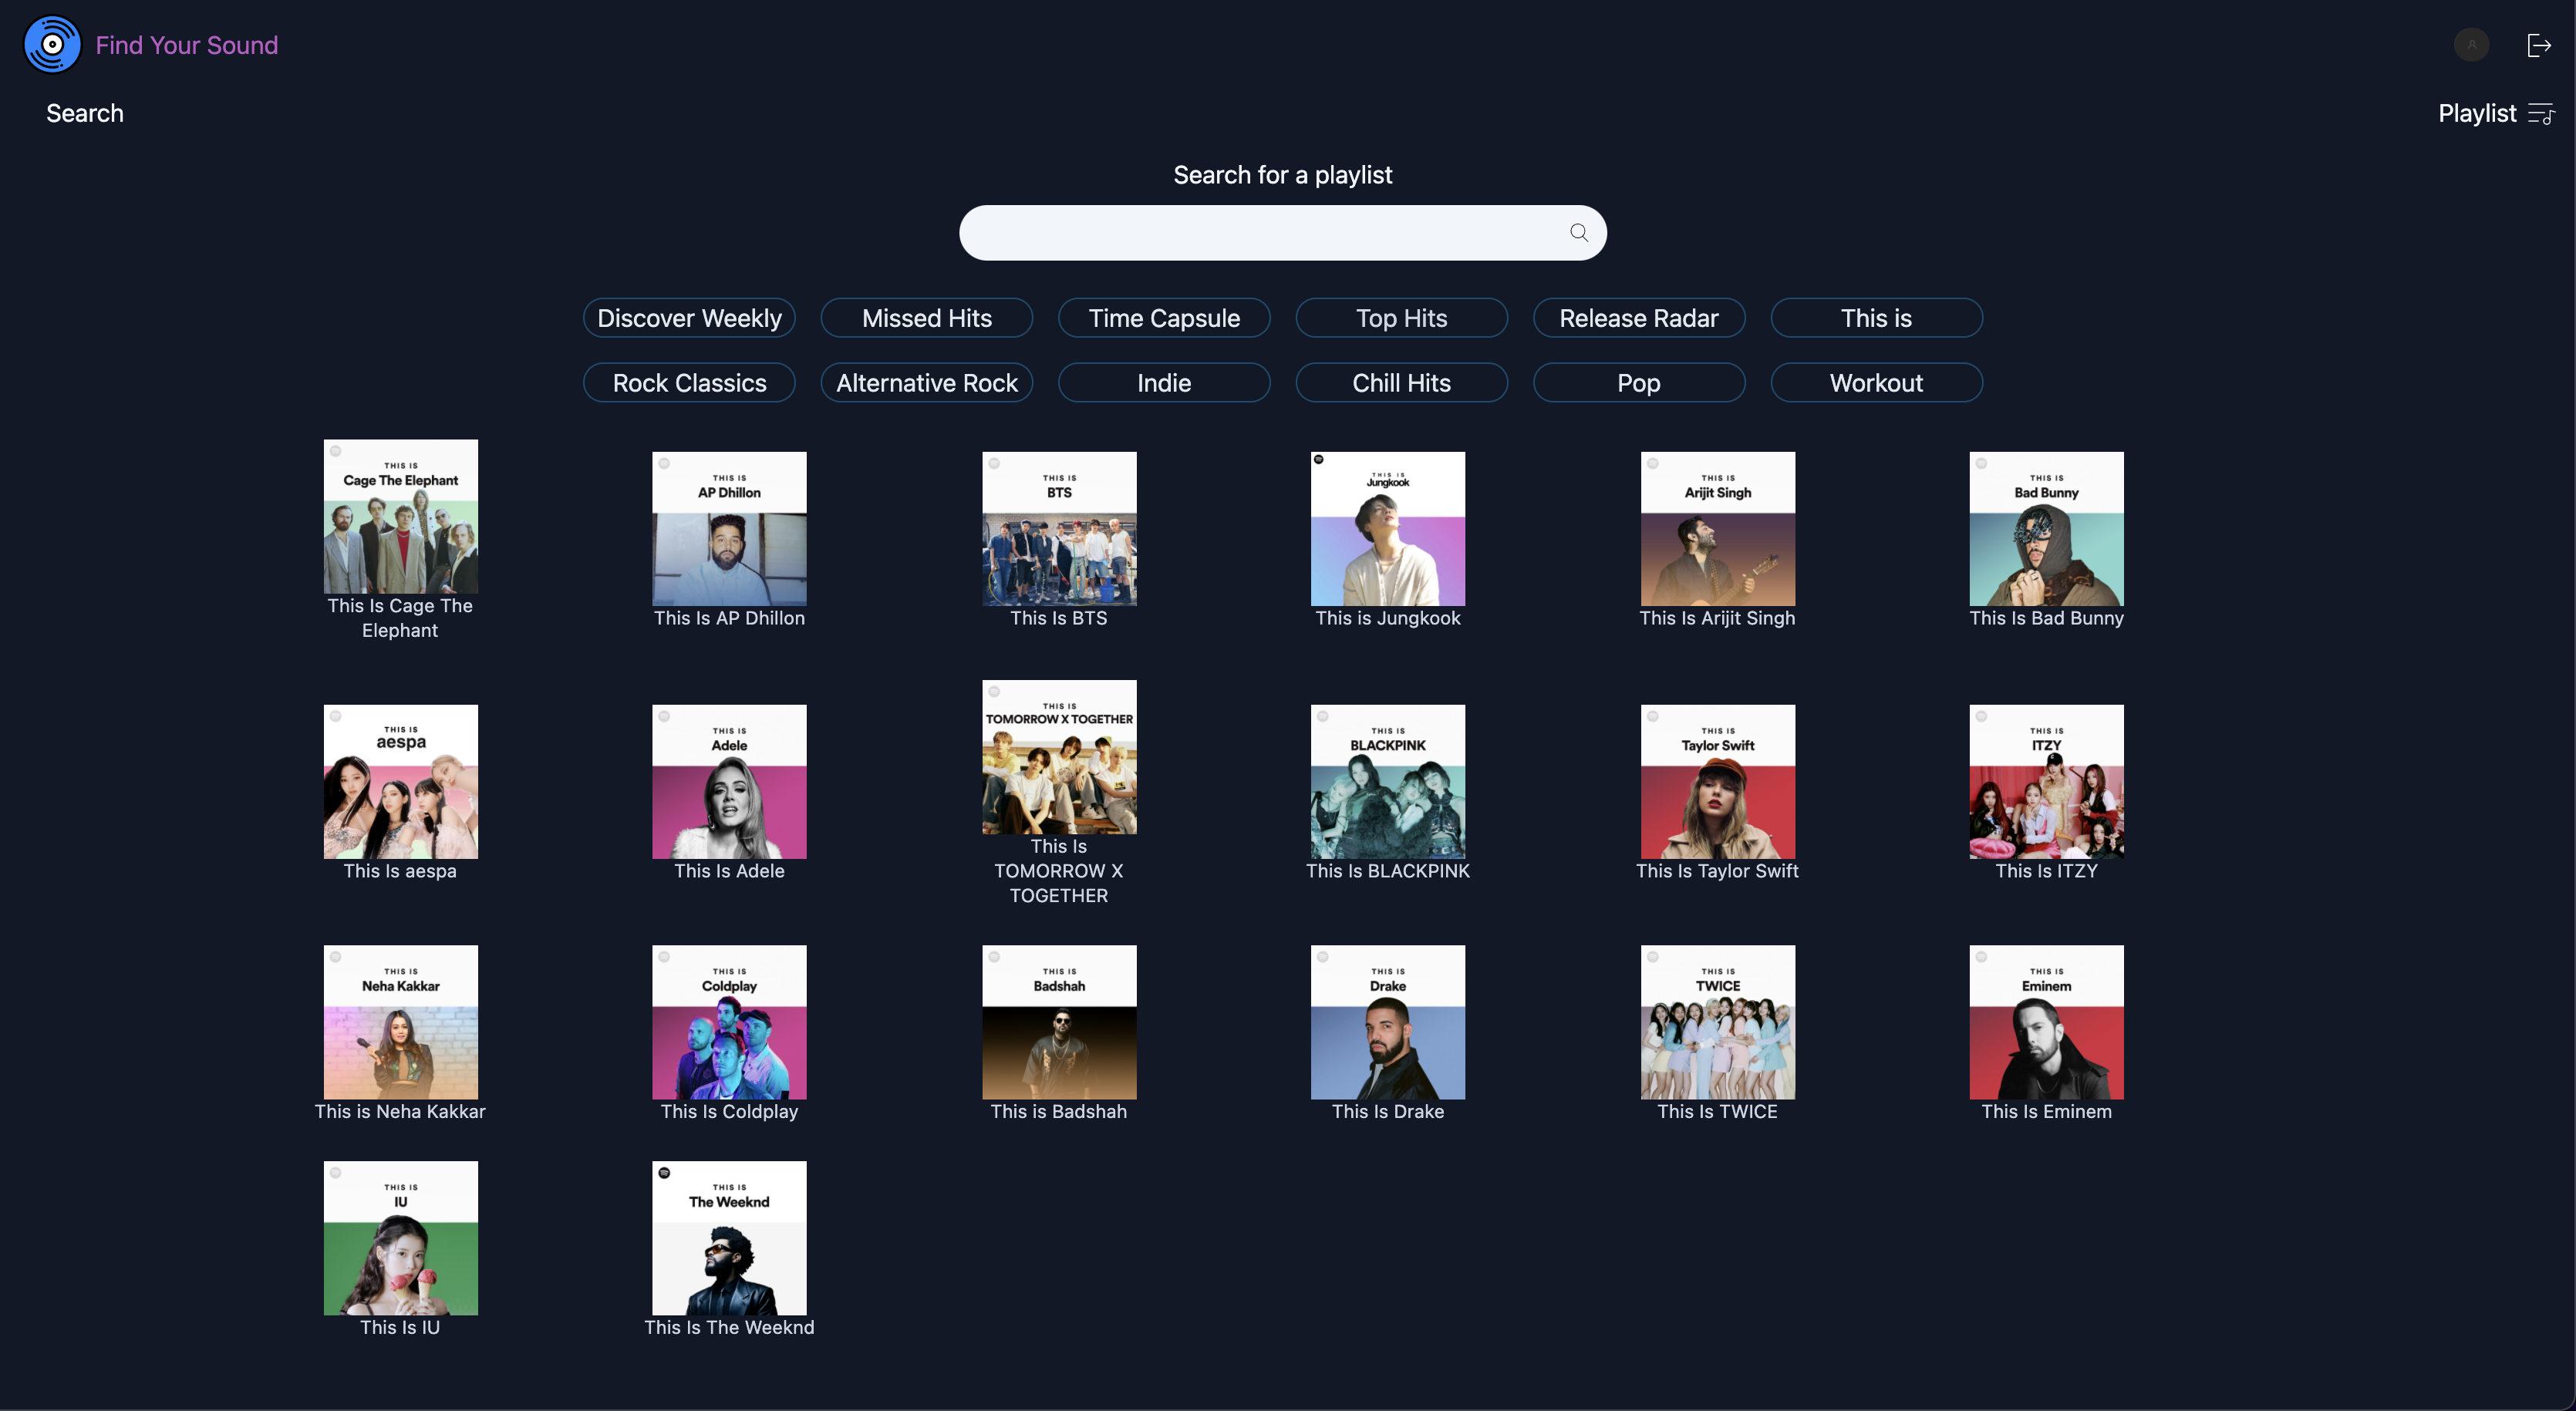 Find Your Sound
Search
Playlist
Search for a playlist
Discover Weekly
Missed Hits
Time Capsule
Top Hits
Release Radar
This is
Rock Classics
Alternative Rock
Indie
Chill Hits
Pop
Workout
THIS IS
Cage The Elephant
This Is Cage The
Elephant
THIS IS
AP Dhillon
This Is AP Dhillon
THIS IS
BTS
This Is BTS
THIS IS
Jungkook
This is Jungkook
THIS IS
Arijit Singh
This Is Arijit Singh
THIS IS
Bad Bunny
This Is Bad Bunny
THIS IS
aespa
This Is aespa
THIS IS
Adele
This Is Adele
THIS IS
TOMORROW X TOGETHER
This Is
TOMORROW X
TOGETHER
THIS IS
BLACKPINK
This Is BLACKPINK
THIS IS
Taylor Swift
This Is Taylor Swift
THIS IS
ITZY
This Is ITZY
THIS IS
Neha Kakkar
This is Neha Kakkar
THIS IS
Coldplay
This Is Coldplay
THIS IS
Badshah
This is Badshah
THIS IS
Drake
This Is Drake
THIS IS
TWICE
This Is TWICE
THIS IS
Eminem
This Is Eminem
THIS IS
IU
This Is IU
THIS IS
The Weeknd
This Is The Weeknd